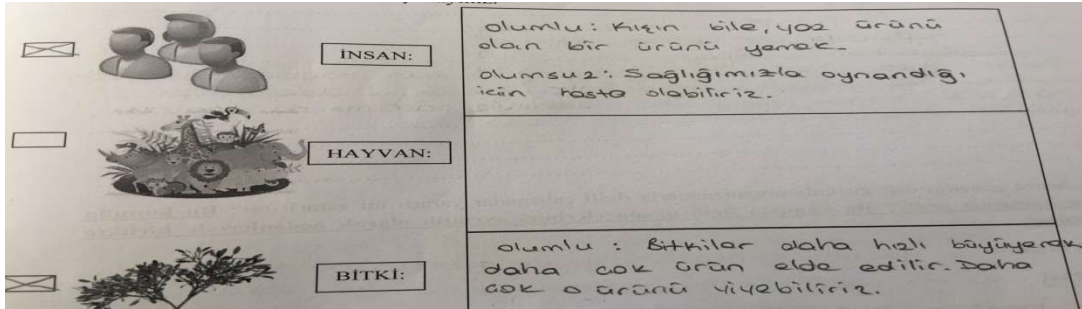 İNSAN:
olumlu: Kışın bile, yaz ürünü
olan bir ürünü yemek.
olumsuz: Sağlığımızla oynandığı
için hasta olabiliriz.
HAYVAN:
BİTKİ:
olumlu: Bitkiler daha hızlı büyüyerek
daha çok ürün elde edilir. Daha
çok o ürünü yiyebiliriz.